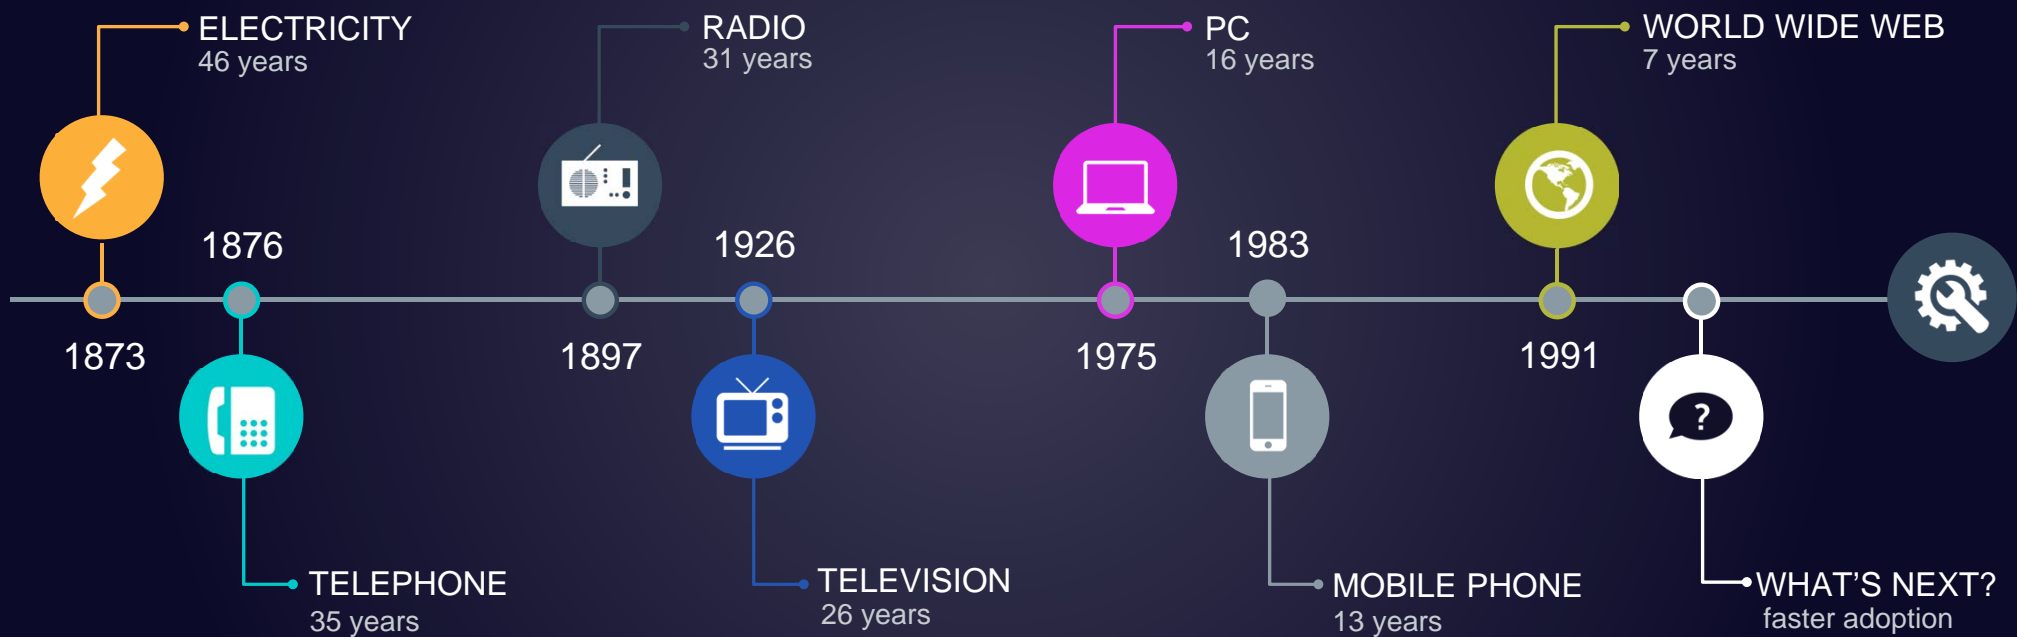 ELECTRICITY
46 years
RADIO
31 years
PC
16 years
WORLD WIDE WEB
7 years
1876
1926
1983
1873
1897
1975
1991
?
TELEPHONE
35 years
TELEVISION
26 years
MOBILE PHONE
13 years
WHAT’S NEXT?
faster adoption